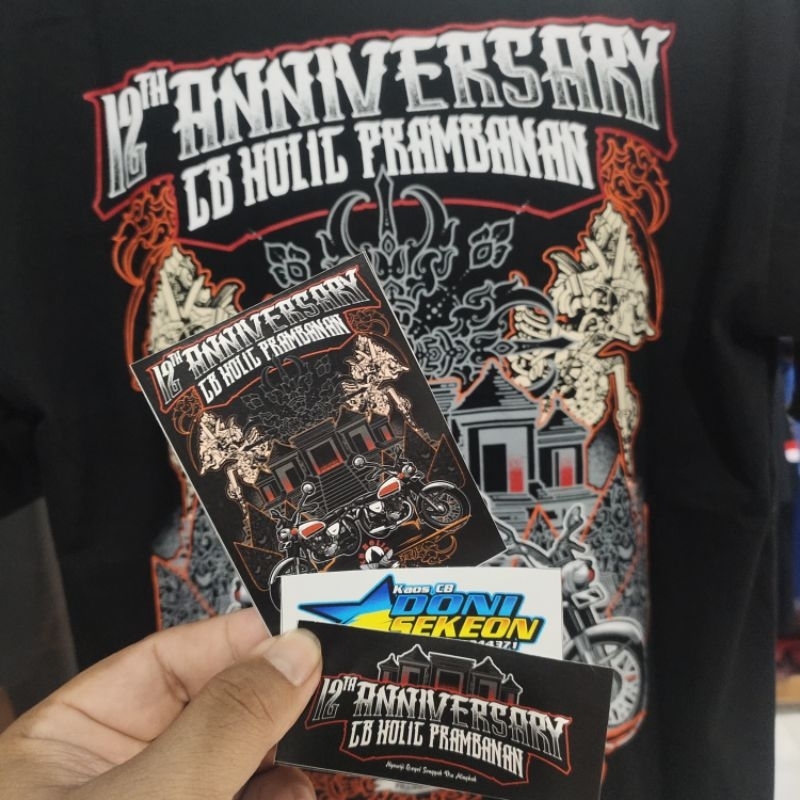 12TH ANNIVERSARY
CB HOLIC PRAMBANAN
12TH ANNIVERSARY
CB HOLIC PRAMBANAN
Kaos CB
DONI
SEKEON
12TH ANNIVERSARY
CB HOLIC PRAMBANAN